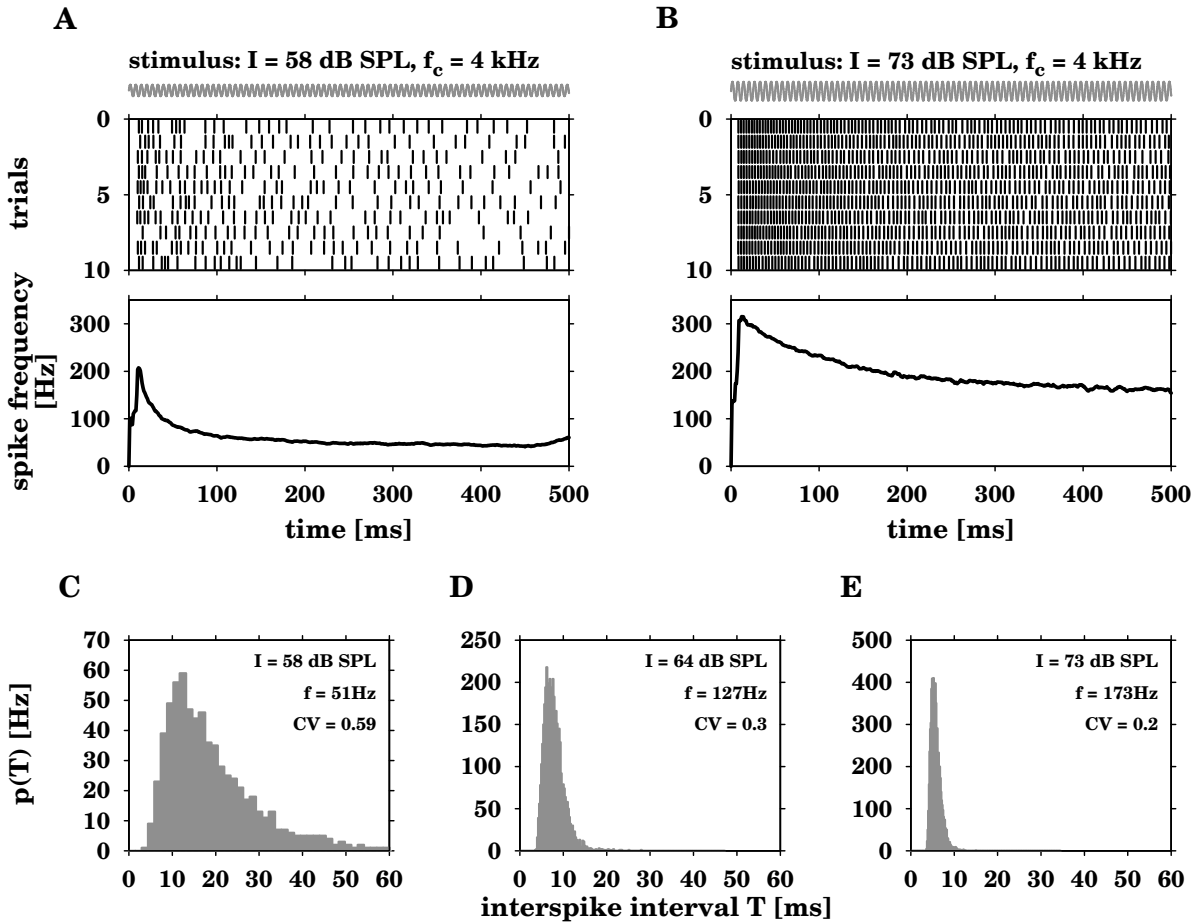 A
B
stimulus: I = 58 dB SPL, f_c = 4 kHz
stimulus: I = 73 dB SPL, f_c = 4 kHz
trials
0
5
10
0
5
10
spike frequency
[Hz]
300
200
100
0
300
200
100
0
0 100 200 300 400 500
0 100 200 300 400 500
time [ms]
time [ms]
C
D
E
p(T) [Hz]
70
60
50
40
30
20
10
0
I = 58 dB SPL
f = 51Hz
CV = 0.59
0 10 20 30 40 50 60
250
200
150
100
50
0
I = 64 dB SPL
f = 127Hz
CV = 0.3
0 10 20 30 40 50 60
500
400
300
200
100
0
I = 73 dB SPL
f = 173Hz
CV = 0.2
0 10 20 30 40 50 60
interspike interval T [ms]